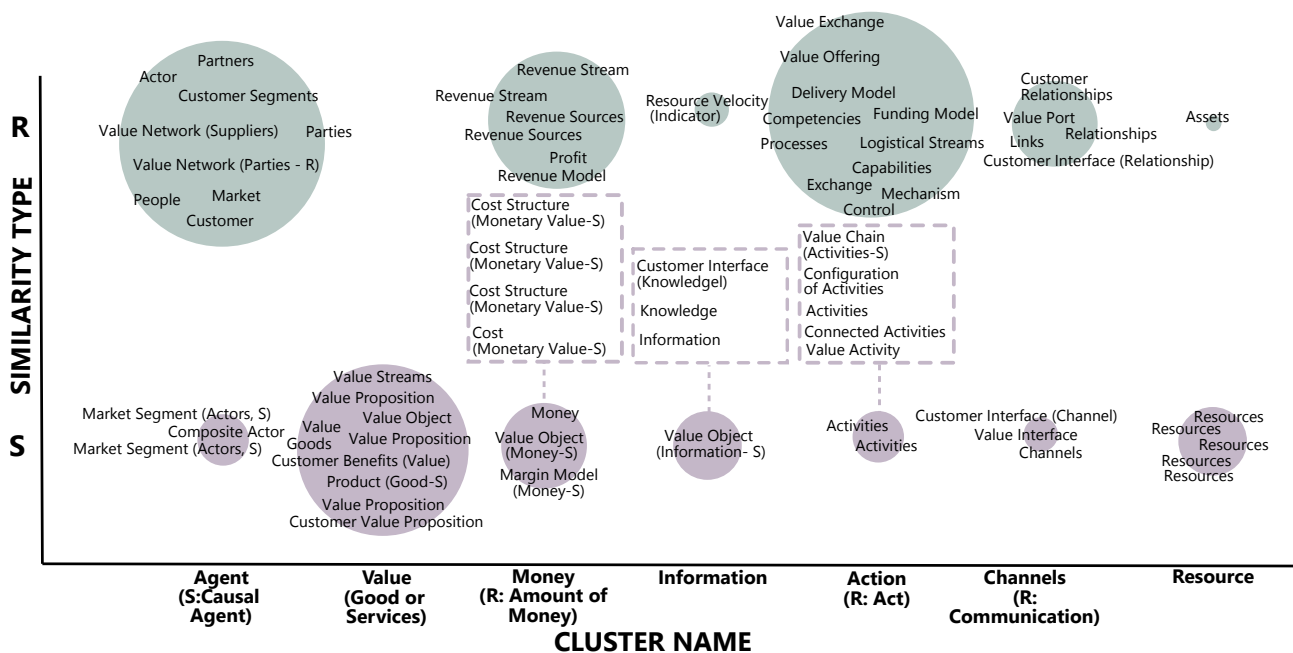 SIMILARITY TYPE
R
S
Partners
Actor
Customer Segments
Value Network (Suppliers)
Parties
Value Network (Parties - R)
People
Market
Customer
Revenue Stream
Revenue Stream
Revenue Sources
Revenue Sources
Profit
Revenue Model
Resource Velocity
(Indicator)
Value Exchange
Value Offering
Delivery Model
Competencies
Funding Model
Processes
Logistical Streams
Capabilities
Exchange
Mechanism
Control
Customer
Relationships
Value Port
Relationships
Links
Customer Interface (Relationship)
Assets
Cost Structure
(Monetary Value-S)
Cost Structure
(Monetary Value-S)
Cost Structure
(Monetary Value-S)
Cost
(Monetary Value-S)
Customer Interface
(Knowledgel)
Knowledge
Information
Value Chain
(Activities-S)
Configuration
of Activities
Activities
Connected Activities
Value Activity
Market Segment (Actors, S)
Composite Actor
Market Segment (Actors, S)
Value Streams
Value Proposition
Value Object
Value
Value Proposition
Goods
Customer Benefits (Value)
Product (Good-S)
Value Proposition
Customer Value Proposition
Money
Value Object
(Money-S)
Margin Model
(Money-S)
Value Object
(Information- S)
Activities
Activities
Customer Interface (Channel)
Value Interface
Channels
Resources
Resources
Resources
Resources
Resources
Agent
(S:Causal
Agent)
Value
(Good or
Services)
Money
(R: Amount of
Money)
Information
Action
(R: Act)
Channels
(R:
Communication)
Resource
CLUSTER NAME